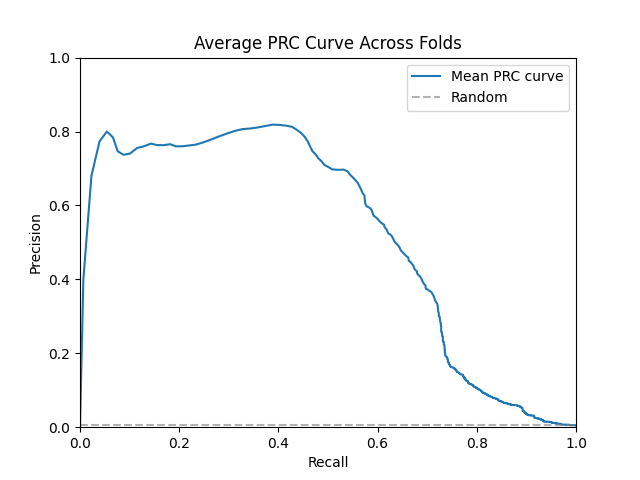 Average PRC Curve Across Folds
1.0
Mean PRC curve
Random
0.8
0.6
Precision
0.4
0.2
0.0
0.0 0.2 0.4 0.6 0.8 1.0
Recall